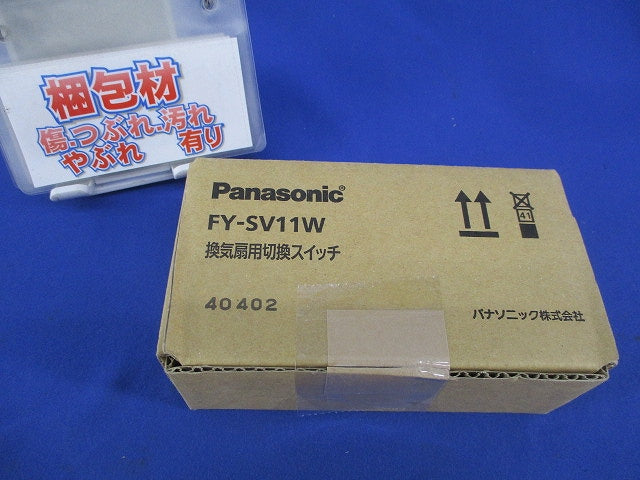 梱包材
傷.つぶれ.汚れ
やぶれ 有り
Panasonic®
FY-SV11W
換気扇用切換スイッチ
40402
41
パナソニック株式会社